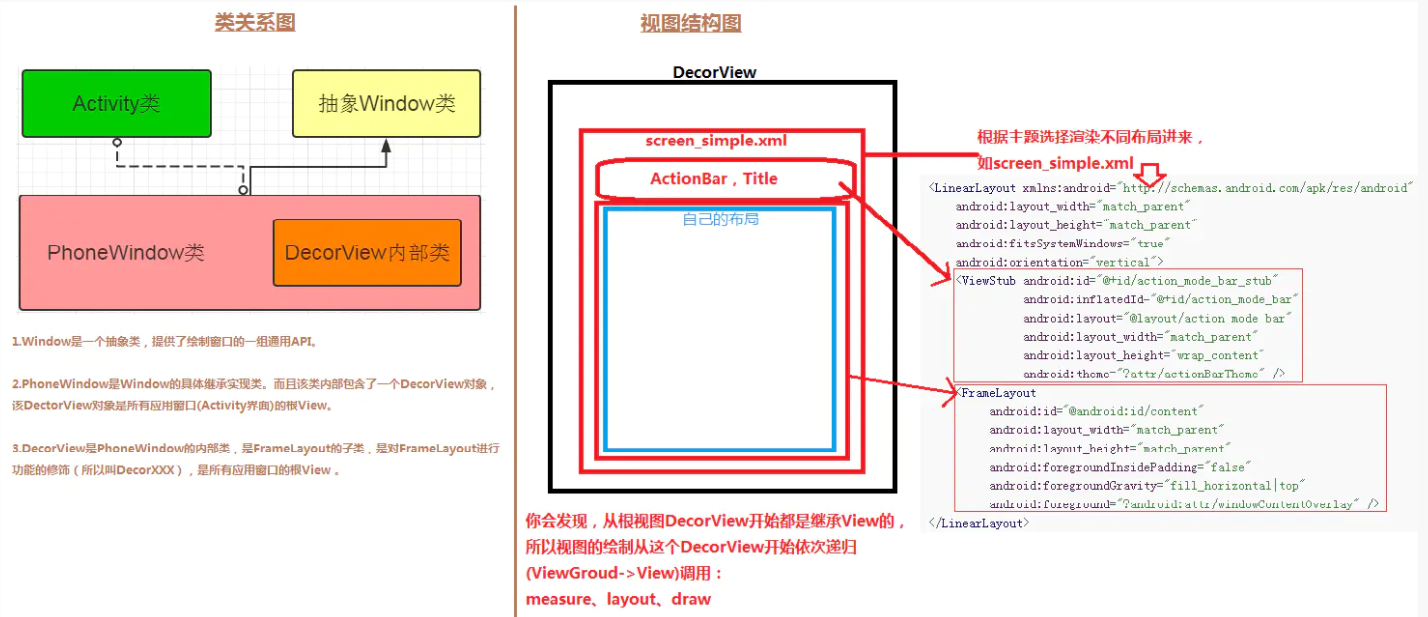 类关系图
Activity类
抽象Window类
PhoneWindow类
DecorView内部类
1.Window是一个抽象类，提供了绘制窗口的一组通用API。
2.PhoneWindow是Window的具体继承实现类。而且该类内部包含了一个DecorView对象，
该DectorView对象是所有应用窗口(Activity界面)的根View。
3.DecorView是PhoneWindow的内部类，是FrameLayout的子类，是对FrameLayout进行
功能的修饰（所以叫DecorXXX），是所有应用窗口的根View 。
视图结构图
DecorView
screen_simple.xml
ActionBar，Title
自己的布局
根据主题选择渲染不同布局进来，
如screen_simple.xml
<LinearLayout xmlns:android="http://schemas.android.com/apk/res/android"
android:layout_width="match_parent"
android:layout_height="match_parent"
android:fitsSystemWindows="true"
android:orientation="vertical">
<ViewStub android:id="@+id/action_mode_bar_stub"
android:inflatedId="@+id/action_mode_bar"
android:layout="@layout/action mode bar"
android:layout_width="match_parent"
android:layout_height="wrap_content"
android:theme="?attr/actionBarTheme" />
<FrameLayout
android:id="@android:id/content"
android:layout_width="match_parent"
android:layout_height="match_parent"
android:foregroundInsidePadding="false"
android:foregroundGravity="fill_horizontal|top"
android:foreground="?android:attr/windowContentOverlay" />
</LinearLayout>
你会发现，从根视图DecorView开始都是继承View的，
所以视图的绘制从这个DecorView开始依次递归
(ViewGroud->View)调用：
measure、layout、draw